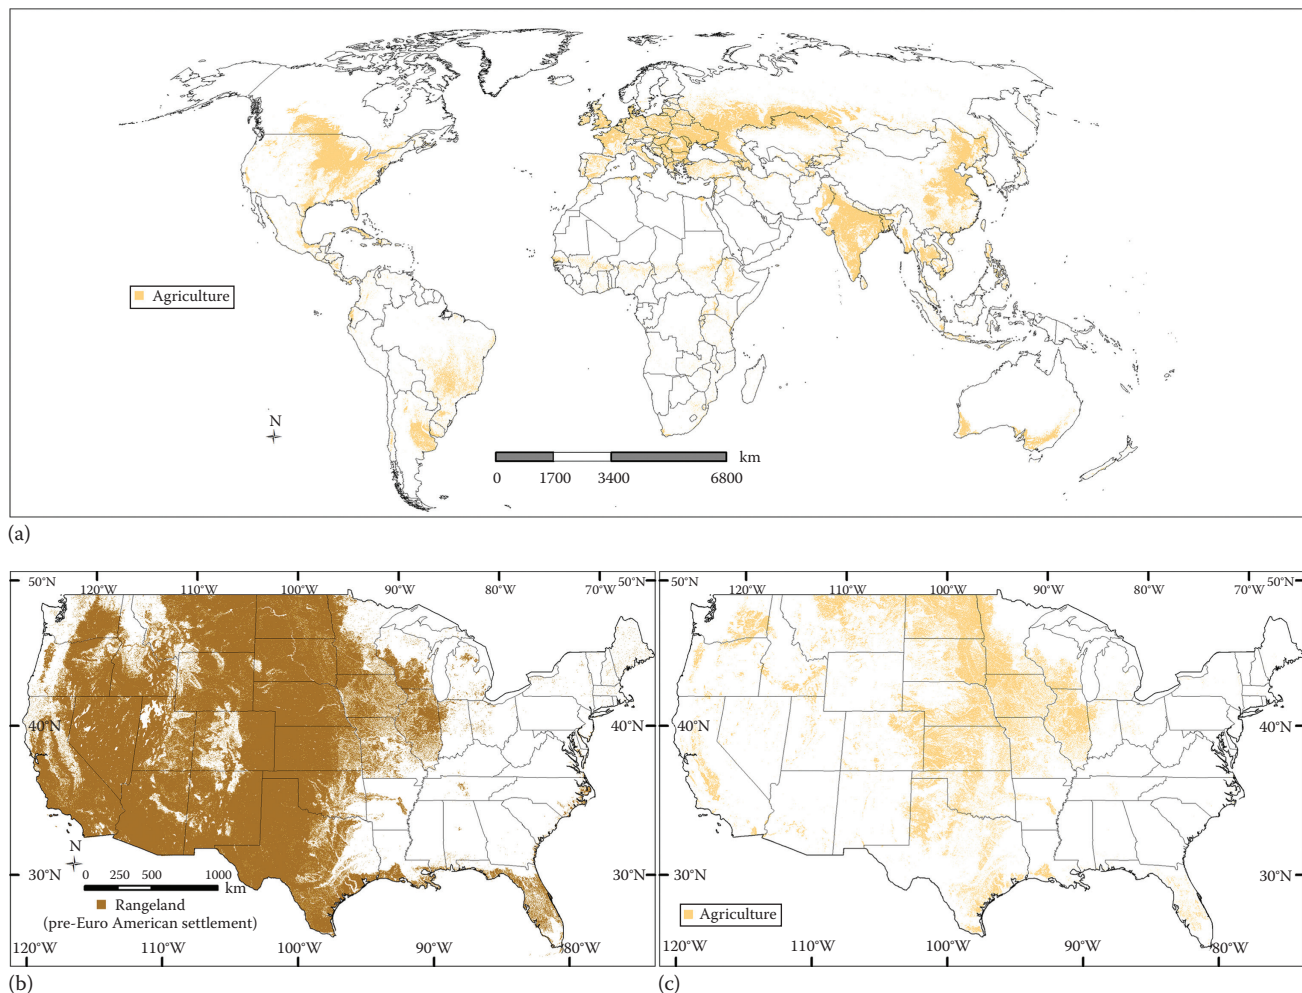 Agriculture
N
km
0 1700 3400 6800
(a)
50°N 120°W 110°W 100°W 90°W 80°W 70°W 50°N
40°N 40°N
30°N 30°N
N
0 250 500 1000
km
Rangeland
(pre-Euro American settlement)
120°W 110°W 100°W 90°W 80°W
(b)
50°N 120°W 110°W 100°W 90°W 80°W 70°W 50°N
40°N 40°N
30°N 30°N
Agriculture
120°W 110°W 100°W 90°W 80°W
(c)